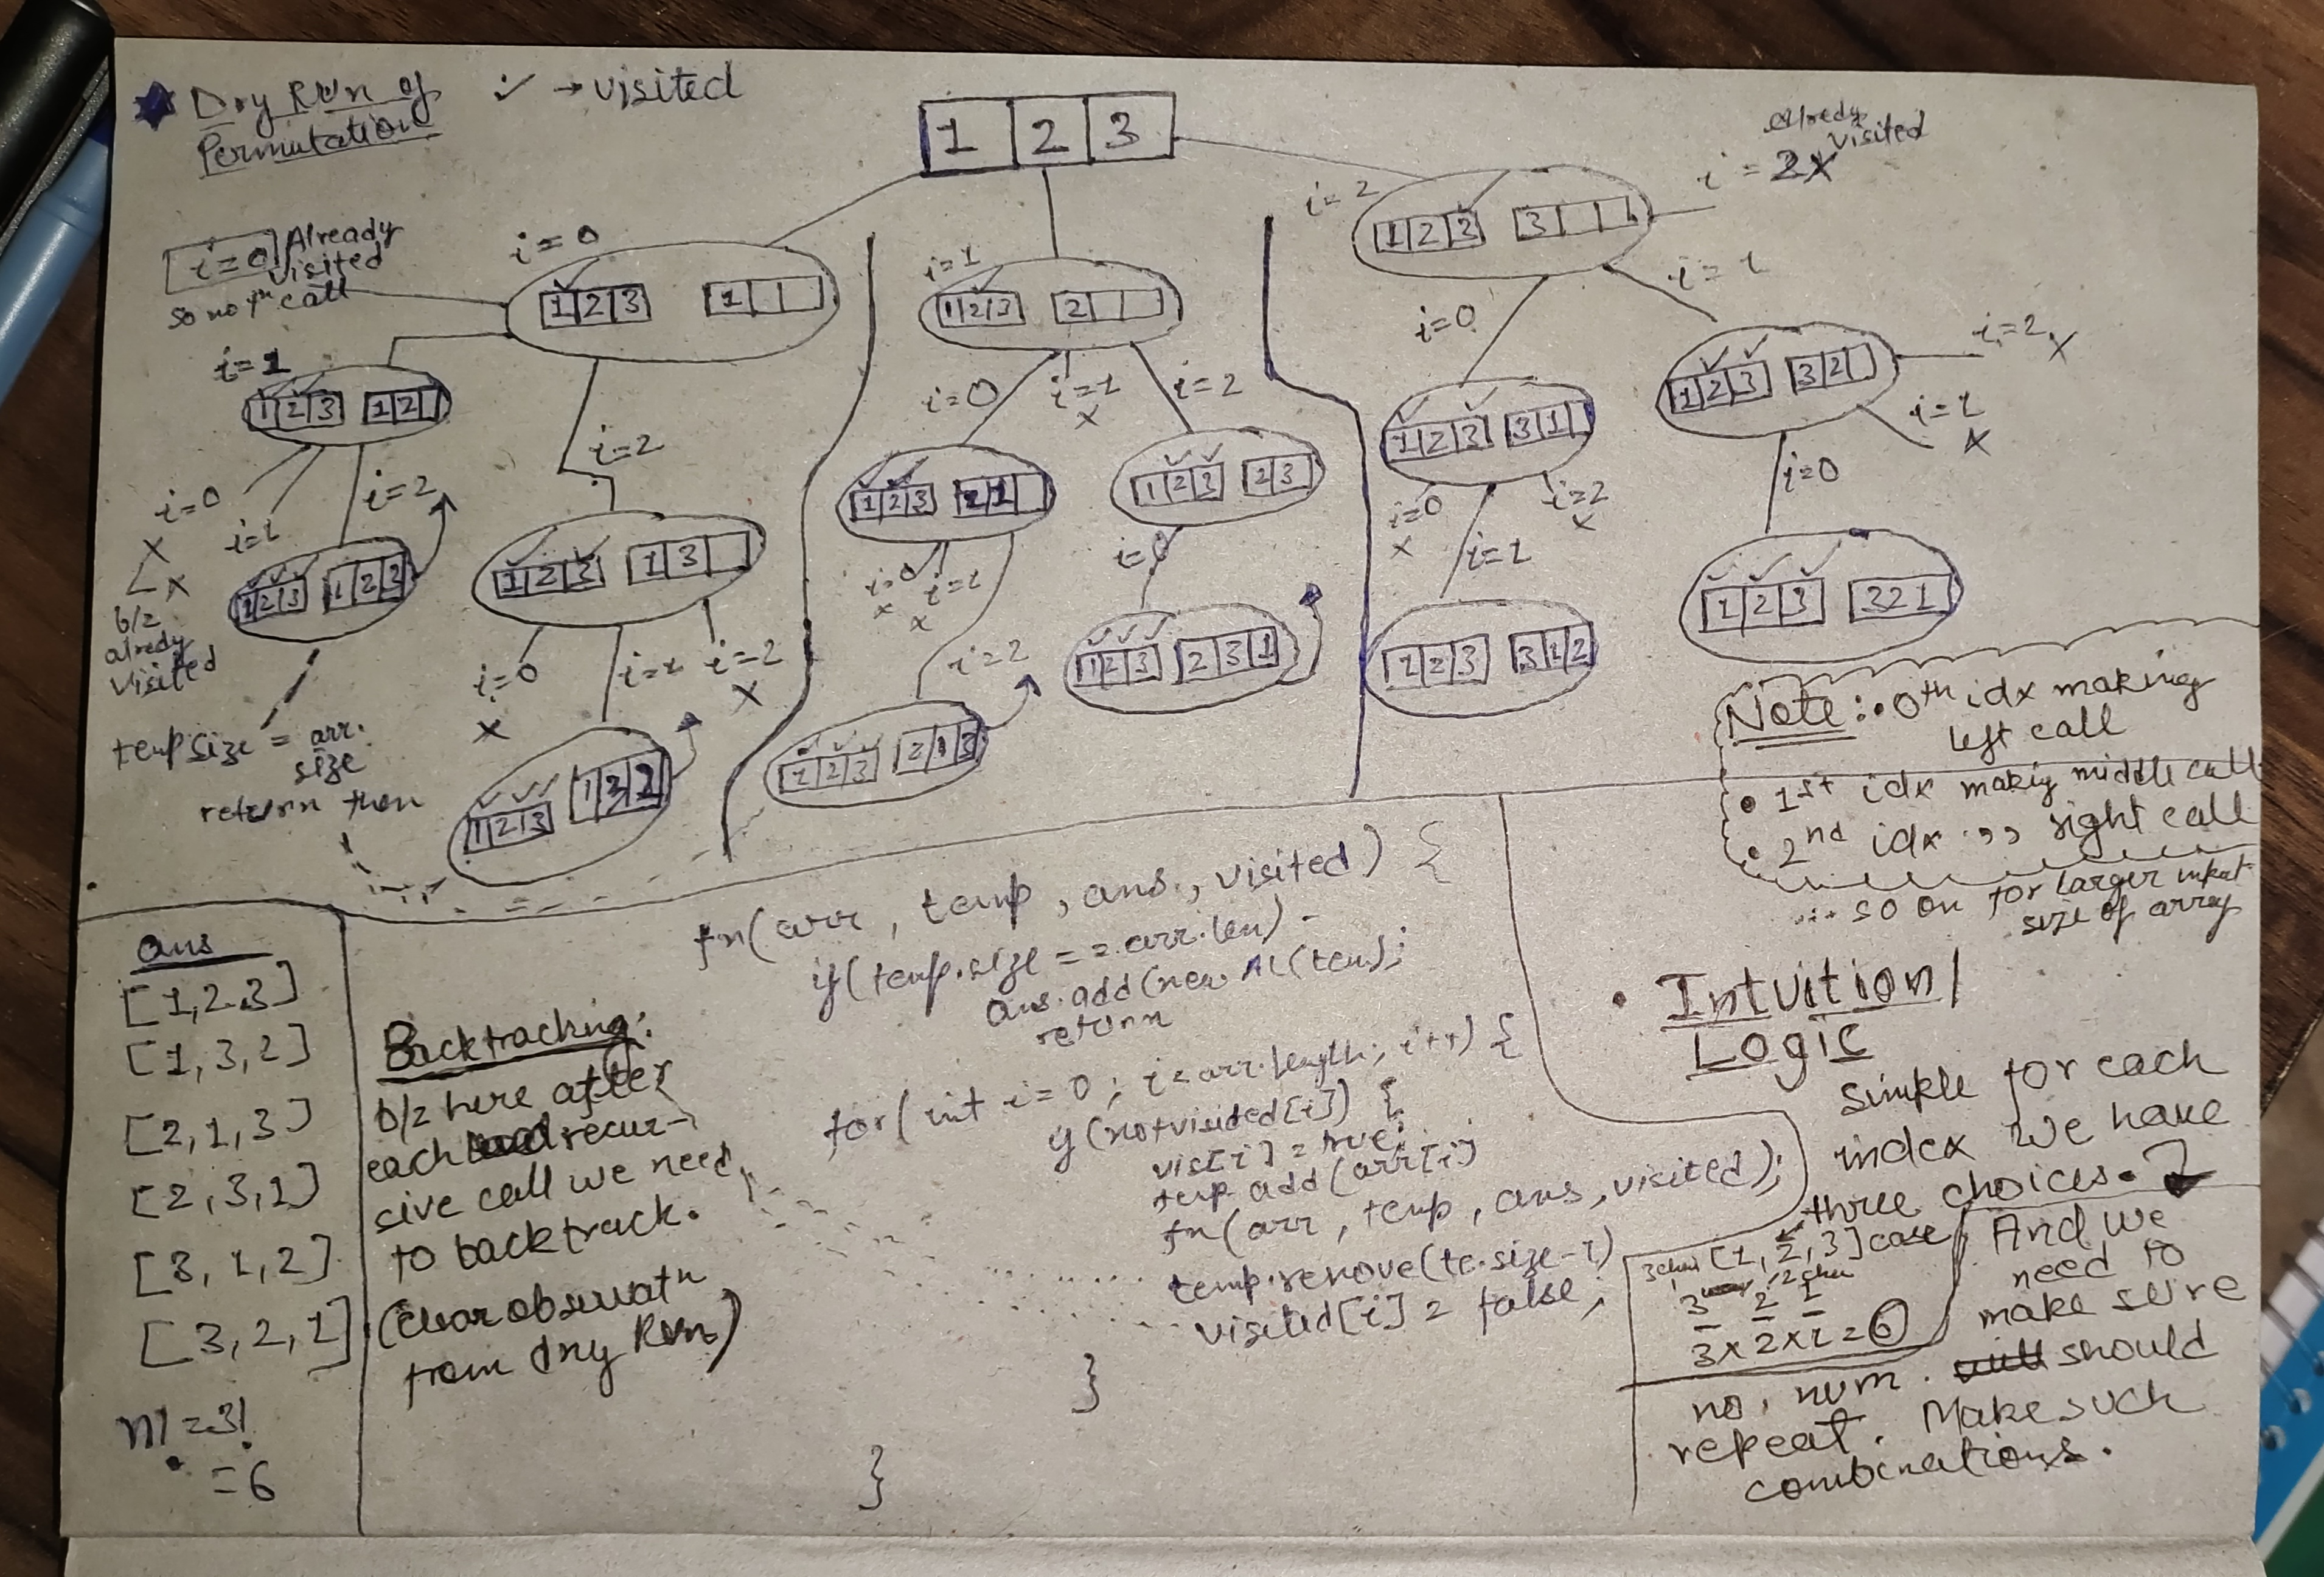 Dry Run of
Permutation
✓ → visited
1 2 3
i=0 Already
visited
so no fn call
i=0
1 2 3 1
i=1
1 2 3 1 2
i=0
x
i=1
x
b/z
alredy
visited
i=2
1 2 3 1 2 3
temp size = arr.
size
return then
i=2
1 2 3 1 3
i=0
x
i=1
i=2
x
1 2 3 1 3 2
i=1
1 2 3 2
i=0
i=1
x
i=2
1 2 3 2 1
i=0
x
i=1
x
i=2
1 2 3 2 1 3
1 2 3 2 3
i=0
1 2 3 2 3 1
i=2
1 2 3 3
alredy
visited
i=2x
i=0
i=1
1 2 3 3 1
i=0
x
i=1
i=2
x
1 2 3 3 1 2
1 2 3 3 2
i=2
x
i=1
x
i=0
1 2 3 3 2 1
Note:• 0th idx making
left call
• 1st idx makig middle call
• 2nd idx ,, right call
... so on for larger input
size of array
ans
[1,2,3]
[1,3,2]
[2,1,3]
[2,3,1]
[3,1,2]
[3,2,1]
n! = 3!
= 6
Backtracking:
b/z here after
each recur-
sive call we need
to backtrack.
(clear observatn
from dry Run)
fn(arr, temp, ans, visited) {
if(temp.size == arr.len)
ans.add(new AL(tem);
return
for(int i=0; i<arr.length; i++) {
if(notvisited[i]) {
vis[i] = true;
temp.add(arr[i]
fn(arr, temp, ans, visited);
temp.remove(te.size-1)
visited[i] = false;
}
}
• Intuition/
Logic
simple for each
index we have
three choices.
[1,2,3] case
3 2 1
3x2x1=6
And we
need to
make sure
no. num. should
repeat. Make such
combinations.